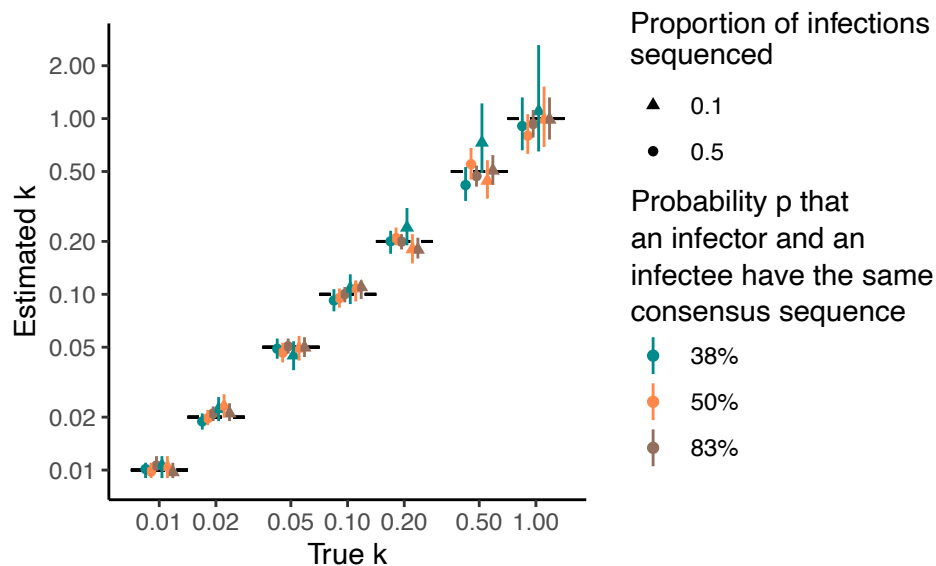 Estimated k
2.00
1.00
0.50
0.20
0.10
0.05
0.02
0.01
0.01 0.02 0.05 0.10 0.20 0.50 1.00
True k
Proportion of infections
sequenced
0.1
0.5
Probability p that
an infector and an
infectee have the same
consensus sequence
38%
50%
83%